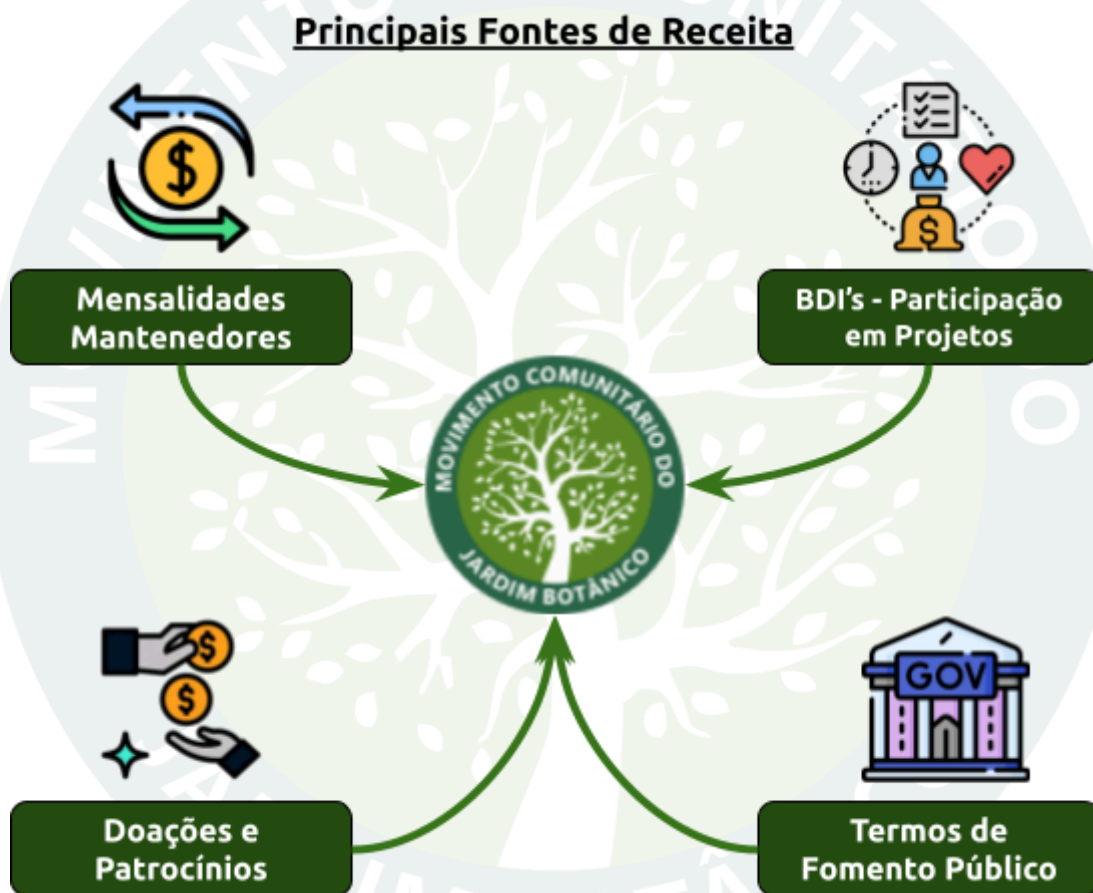 Principais Fontes de Receita
$
$
Mensalidades
Mantenedores
BDI's - Participação
em Projetos
MOVIMENTO COMUNITÁRIO DO
JARDIM BOTÂNICO
$
$
GOV
Doações e
Patrocínios
Termos de
Fomento Público